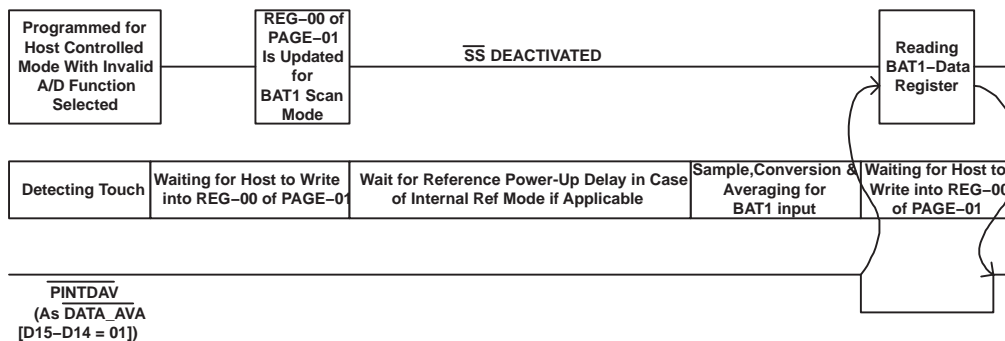 Programmed for
Host Controlled
Mode With Invalid
A/D Function
Selected
REG−00 of
PAGE−01
Is Updated
for
BAT1 Scan
Mode
SS DEACTIVATED
Reading
BAT1−Data
Register
Detecting Touch
Waiting for Host to Write
into REG−00 of PAGE−01
Wait for Reference Power-Up Delay in Case
of Internal Ref Mode if Applicable
Sample,Conversion &
Averaging for
BAT1 input
Waiting for Host to
Write into REG−00
of PAGE−01
PINTDAV
(As DATA_AVA
[D15−D14 = 01])